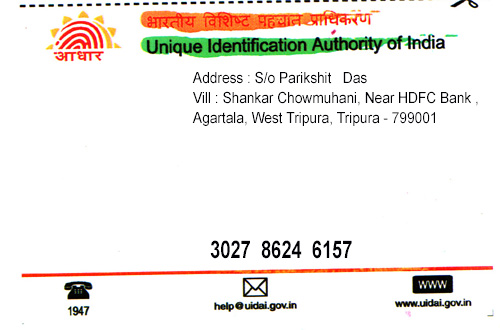 भारतीय विशिष्ट पहचान प्राधिकरण
Unique Identification Authority of India
आधार
Address : S/o Parikshit Das
Vill : Shankar Chowmuhani, Near HDFC Bank ,
Agartala, West Tripura, Tripura - 799001
3027 8624 6157
1947
help@uidai.gov.in
WWW
www.uidai.gov.in